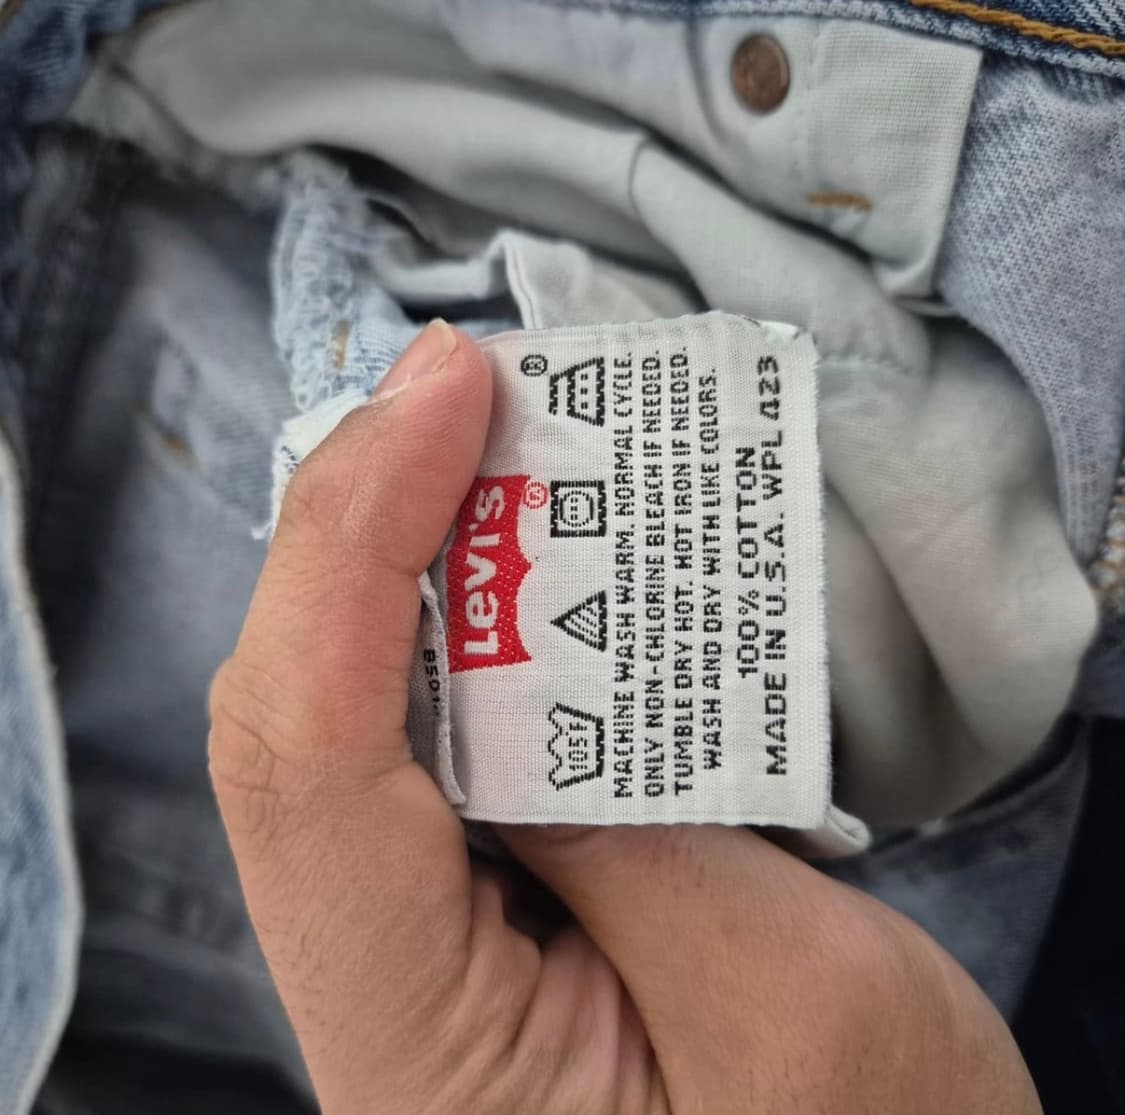 Levi's®
®
105F
MACHINE WASH WARM. NORMAL CYCLE.
ONLY NON-CHLORINE BLEACH IF NEEDED.
TUMBLE DRY HOT. HOT IRON IF NEEDED.
WASH AND DRY WITH LIKE COLORS.
100% COTTON
MADE IN U.S.A. WPL 423